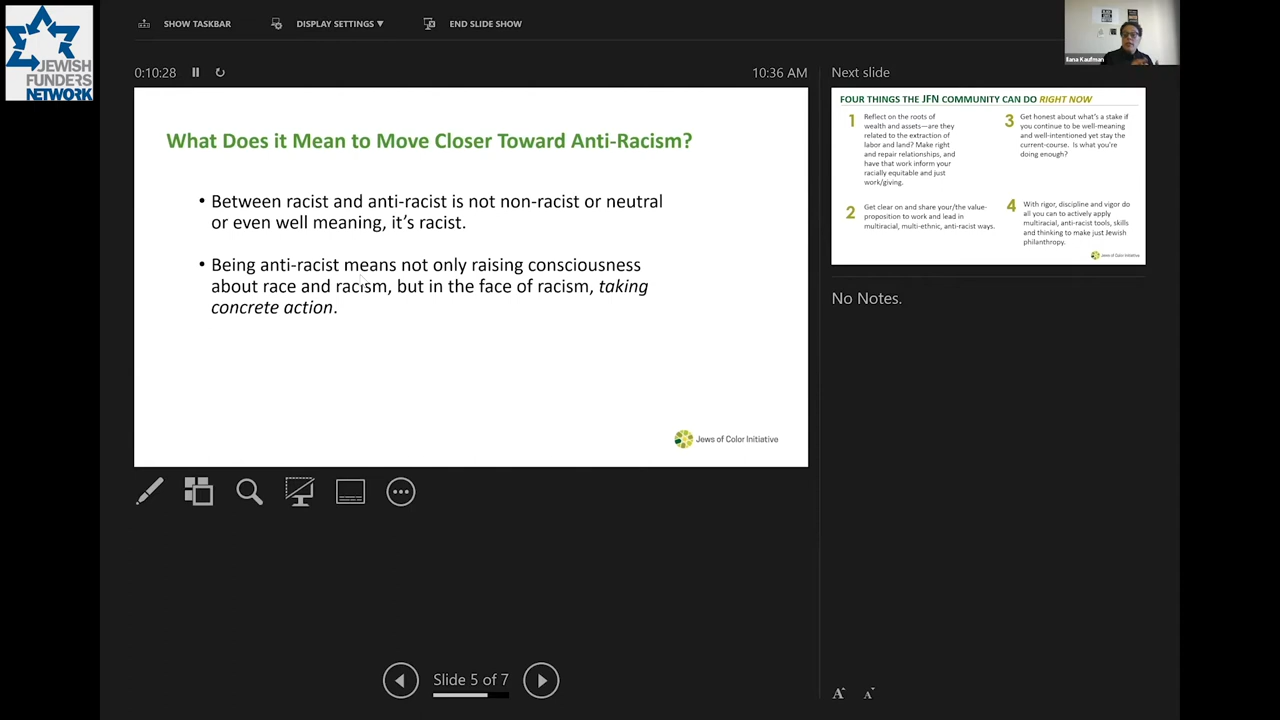 JEWISH
FUNDERS
NETWORK
SHOW TASKBAR
DISPLAY SETTINGS ▼
END SLIDE SHOW
Ilana Kaufman
0:10:28
10:36 AM
Next slide
What Does it Mean to Move Closer Toward Anti-Racism?
• Between racist and anti-racist is not non-racist or neutral
or even well meaning, it's racist.
• Being anti-racist means not only raising consciousness
about race and racism, but in the face of racism, taking
concrete action.
Jews of Color Initiative
FOUR THINGS THE JFN COMMUNITY CAN DO RIGHT NOW
1
Reflect on the roots of
wealth and assets—are they
related to the extraction of
labor and land? Make right
and repair relationships, and
have that work inform your
racially equitable and just
work/giving.
2
Get clear on and share your/the value-
proposition to work and lead in
multiracial, multi-ethnic, anti-racist ways.
3
Get honest about what's a stake if
you continue to be well-meaning
and well-intentioned yet stay the
current-course. Is what you're
doing enough?
4
With rigor, discipline and vigor do
all you can to actively apply
multiracial, anti-racist tools, skills
and thinking to make just Jewish
philanthropy.
Jews of Color Initiative
No Notes.
Slide 5 of 7
A A